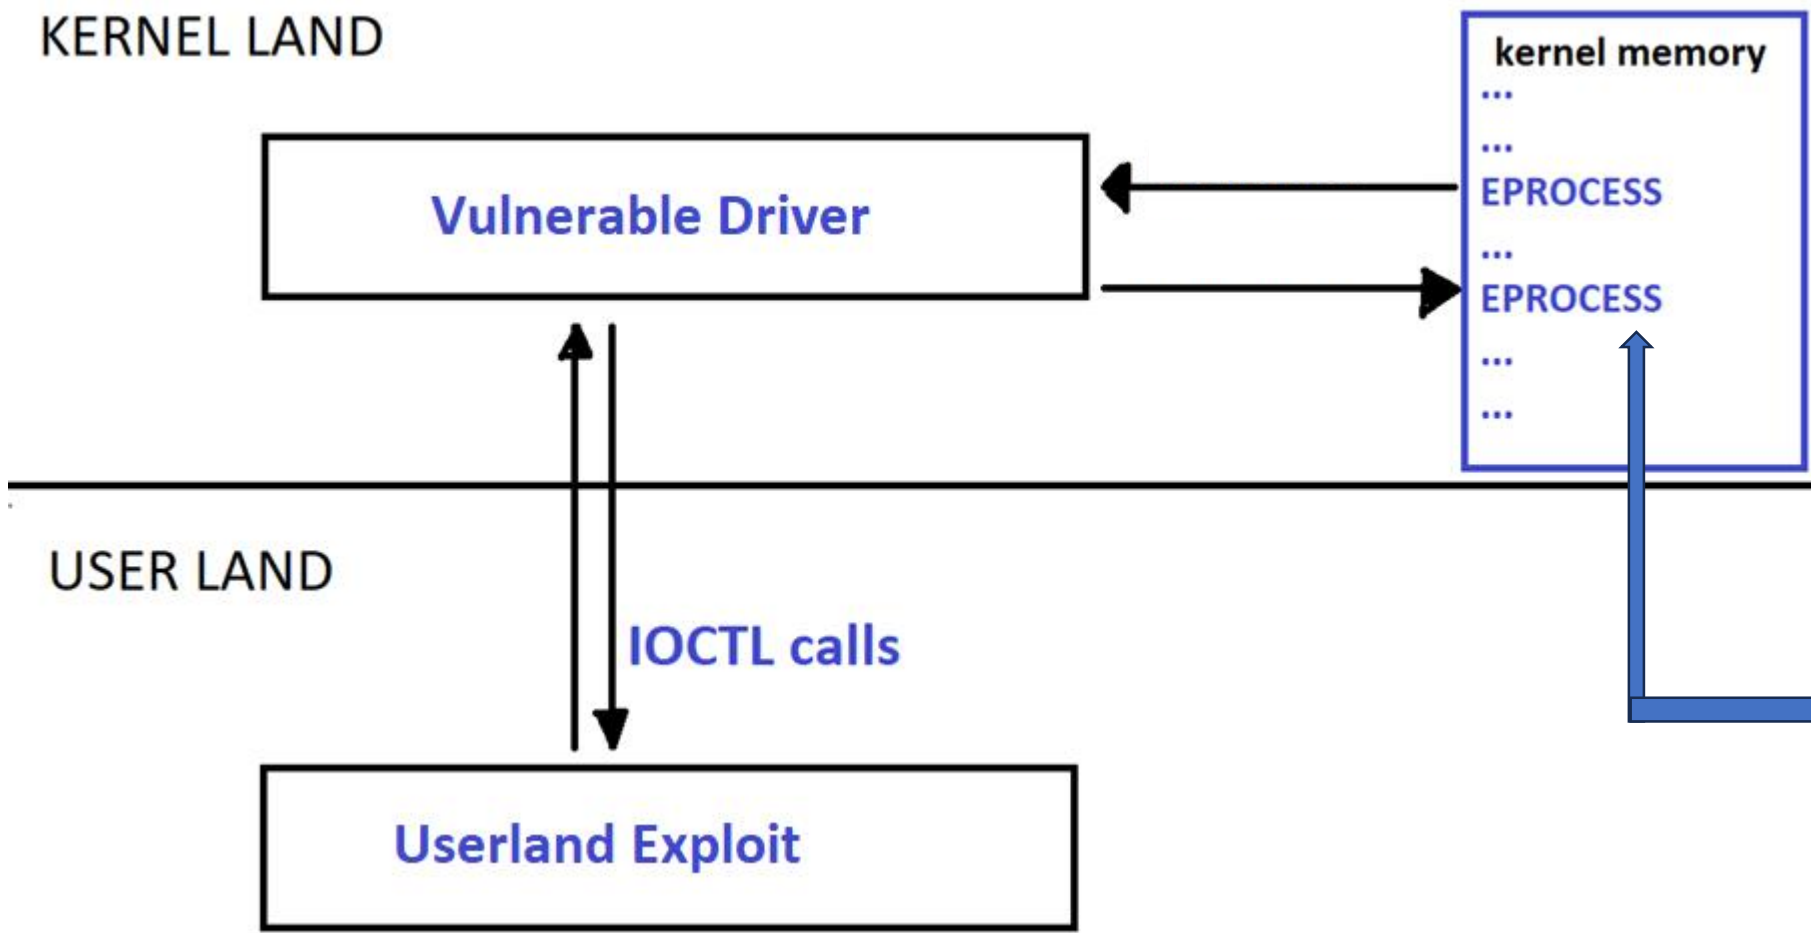 KERNEL LAND
kernel memory
...
...
EPROCESS
...
EPROCESS
...
...
Vulnerable Driver
USER LAND
IOCTL calls
Userland Exploit